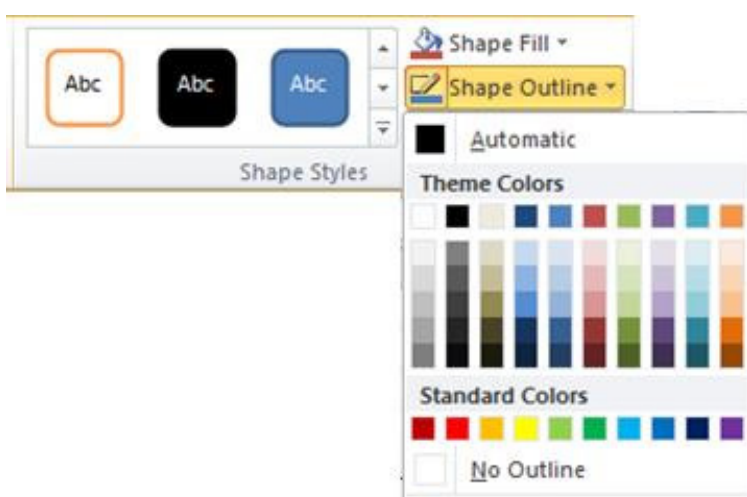 Abc Abc Abc Shape Fill
Shape Outline
Shape Styles
Automatic
Theme Colors
Standard Colors
No Outline